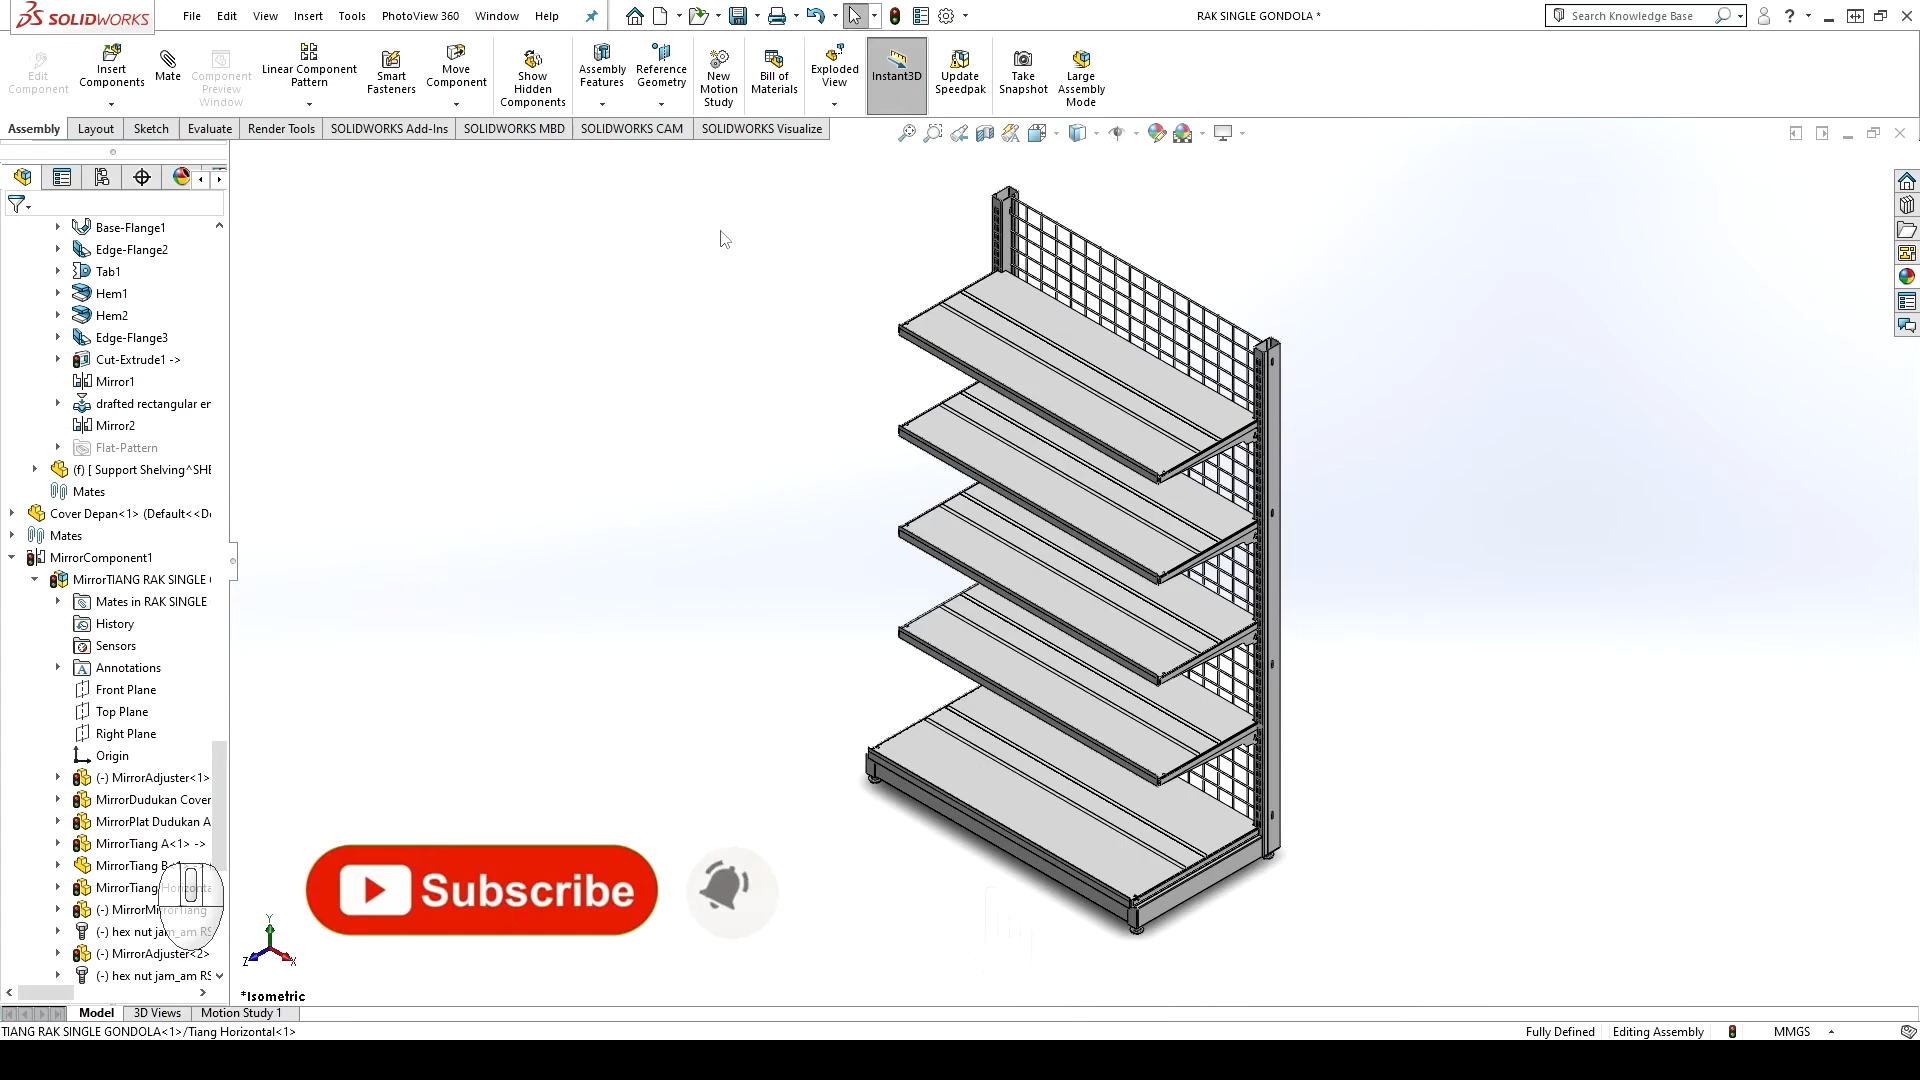 SOLIDWORKS
File Edit View Insert Tools PhotoView 360 Window Help
RAK SINGLE GONDOLA *
Search Knowledge Base
Edit Component
Insert Components
Mate
Component Preview Window
Linear Component Pattern
Smart Fasteners
Move Component
Show Hidden Components
Assembly Features
Reference Geometry
New Motion Study
Bill of Materials
Exploded View
Instant3D
Update Speedpak
Take Snapshot
Large Assembly Mode
Assembly Layout Sketch Evaluate Render Tools SOLIDWORKS Add-Ins SOLIDWORKS MBD SOLIDWORKS CAM SOLIDWORKS Visualize
Base-Flange1
Edge-Flange2
Tab1
Hem1
Hem2
Edge-Flange3
Cut-Extrude1 ->
Mirror1
drafted rectangular er
Mirror2
Flat-Pattern
(f) [ Support Shelving^SHE
Mates
Cover Depan<1> (Default<<De
Mates
MirrorComponent1
MirrorTIANG RAK SINGLE
Mates in RAK SINGLE
History
Sensors
Annotations
Front Plane
Top Plane
Right Plane
Origin
(-) MirrorAdjuster<1>
MirrorDudukan Cover
MirrorPlat Dudukan A
MirrorTiang A<1> ->
MirrorTiang B<1>
MirrorTiang Horizonta
(-) MirrorMirrorTiang
(-) hex nut jam_am RS
(-) MirrorAdjuster<2>
(-) hex nut jam_am RS
Subscribe
Y
Z
X
*Isometric
Model 3D Views Motion Study 1
TIANG RAK SINGLE GONDOLA<1>/Tiang Horizontal<1>
Fully Defined Editing Assembly MMGS